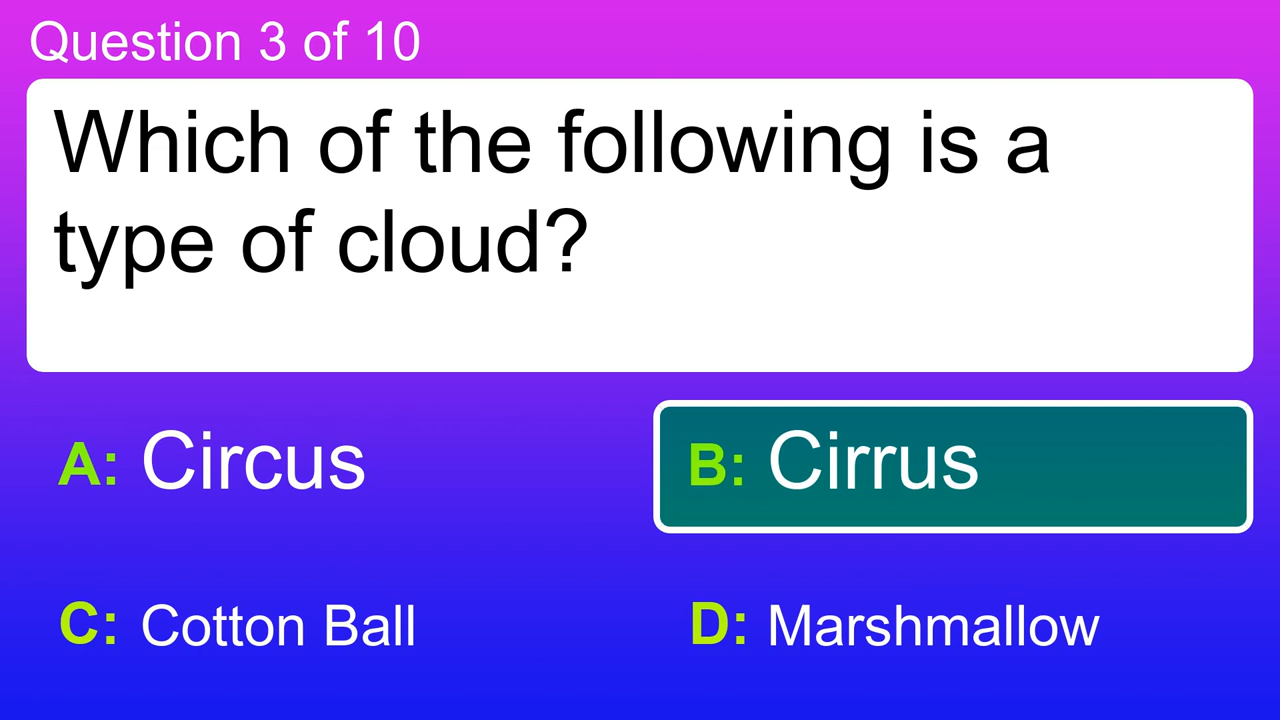 Question 3 of 10
Which of the following is a
type of cloud?
A: Circus
B: Cirrus
C: Cotton Ball
D: Marshmallow